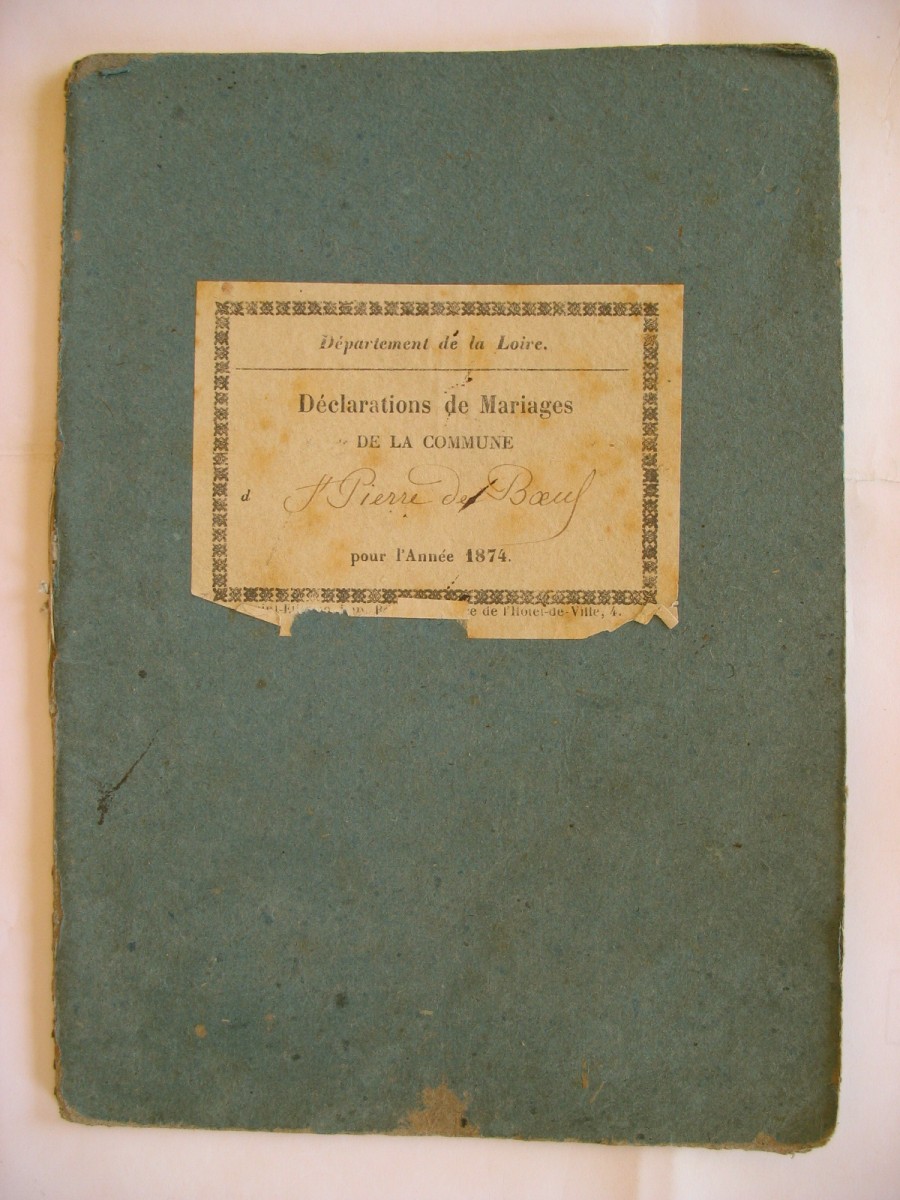 Département de la Loire.
Déclarations de Mariages
DE LA COMMUNE
d St Pierre de Bœuf
pour l'Année 1874.
de l'Hôtel-de-Ville, 4.